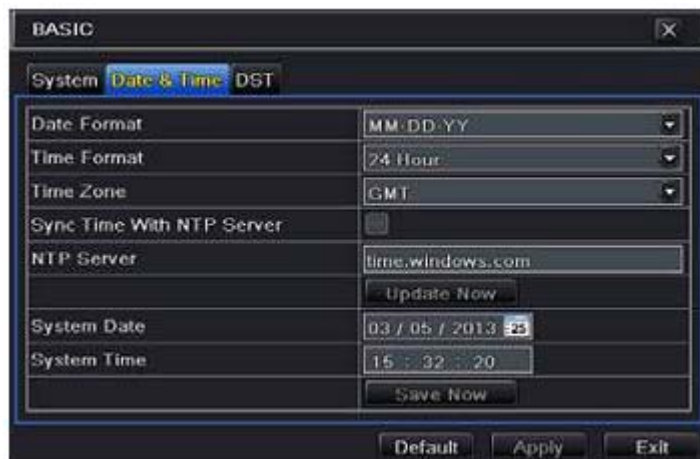 BASIC
System Date & Time DST
Date Format MM-DD-YY
Time Format 24 Hour
Time Zone GMT
Sync Time With NTP Server
NTP Server time.windows.com
Update Now
System Date 03 / 05 / 2013 25
System Time 15 : 32 : 20
Save Now
Default Apply Exit